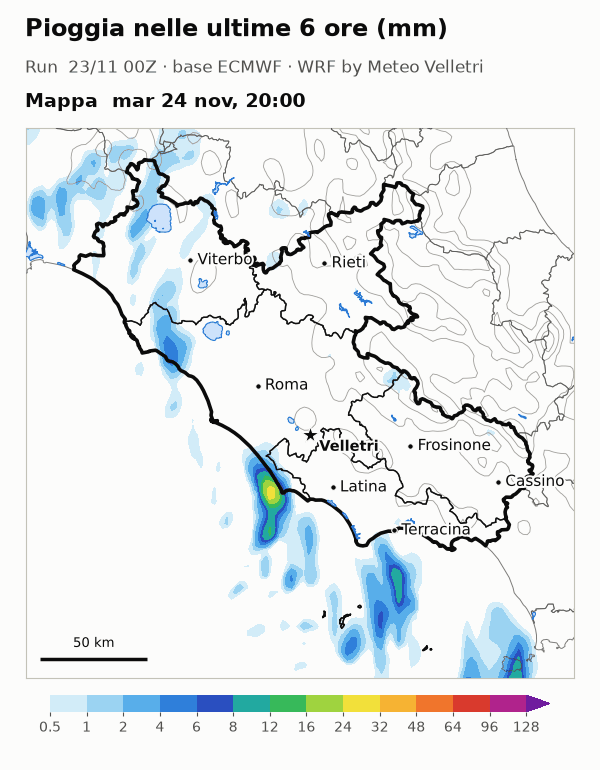 Pioggia nelle ultime 6 ore (mm)
Run  23/11 00Z · base ECMWF · WRF by Meteo Velletri
Mappa  mar 24 nov, 20:00
Viterbo
Rieti
Roma
Velletri
Frosinone
Latina
Cassino
Terracina
50 km
0.5 1 2 4 6 8 12 16 24 32 48 64 96 128